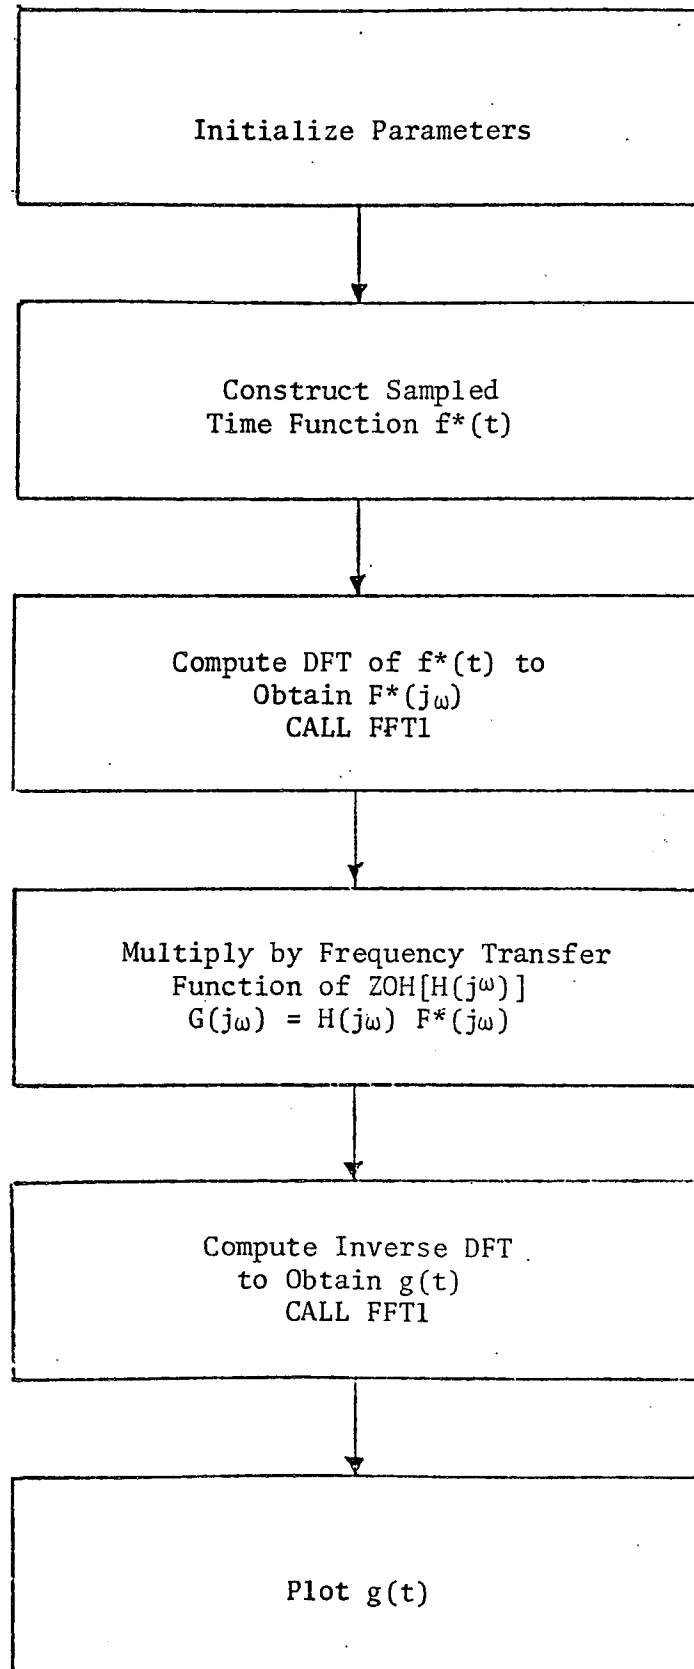 Initialize Parameters
Construct Sampled
Time Function f*(t)
Compute DFT of f*(t) to
Obtain F*(jω)
CALL FFT1
Multiply by Frequency Transfer
Function of ZOH[H(jω)]
G(jω) = H(jω) F*(jω)
Compute Inverse DFT
to Obtain g(t)
CALL FFT1
Plot g(t)